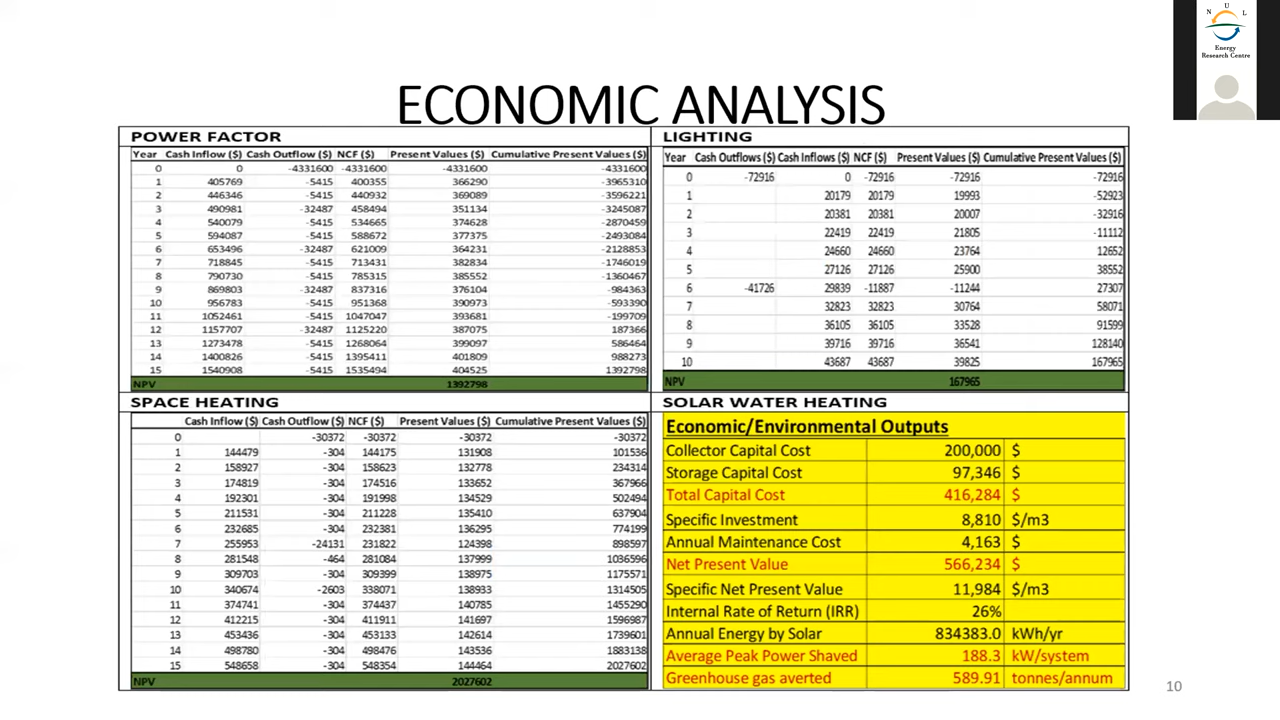 N U L
Energy
Research Centre
ECONOMIC ANALYSIS
POWER FACTOR
Year Cash Inflow ($) Cash Outflow ($) NCF ($) Present Values ($) Cumulative Present Values ($)
0 0 -4331600 -4331600 -4331600 -4331600
1 405769 -5415 400355 366290 -3965310
2 446346 -5415 440932 369089 -3596221
3 490981 -32487 458494 351134 -3245087
4 540079 -5415 534665 374628 -2870459
5 594087 -5415 588672 377375 -2493084
6 653496 -32487 621009 364231 -2128853
7 718845 -5415 713431 382834 -1746019
8 790730 -5415 785315 385552 -1360467
9 869803 -32487 837316 376104 -984363
10 956783 -5415 951368 390973 -593390
11 1052461 -5415 1047047 393681 -199709
12 1157707 -32487 1125220 387075 187366
13 1273478 -5415 1268064 399097 586464
14 1400826 -5415 1395411 401809 988273
15 1540908 -5415 1535494 404525 1392798
NPV 1392798
LIGHTING
Year Cash Outflows ($) Cash Inflows ($) NCF ($) Present Values ($) Cumulative Present Values ($)
0 -72916 0 -72916 -72916 -72916
1 20179 20179 19993 -52923
2 20381 20381 20007 -32916
3 22419 22419 21805 -11112
4 24660 24660 23764 12652
5 27126 27126 25900 38552
6 -41726 29839 -11887 -11244 27307
7 32823 32823 30764 58071
8 36105 36105 33528 91599
9 39716 39716 36541 128140
10 43687 43687 39825 167965
NPV 167965
SPACE HEATING
Cash Inflow ($) Cash Outflow ($) NCF ($) Present Values ($) Cumulative Present Values ($)
0 -30372 -30372 -30372 -30372
1 144479 -304 144175 131908 101536
2 158927 -304 158623 132778 234314
3 174819 -304 174516 133652 367966
4 192301 -304 191998 134529 502494
5 211531 -304 211228 135410 637904
6 232685 -304 232381 136295 774199
7 255953 -24131 231822 124398 898597
8 281548 -464 281084 137999 1036596
9 309703 -304 309399 138975 1175571
10 340674 -2603 338071 138933 1314505
11 374741 -304 374437 140785 1455290
12 412215 -304 411911 141697 1596987
13 453436 -304 453133 142614 1739601
14 498780 -304 498476 143536 1883138
15 548658 -304 548354 144464 2027602
NPV 2027602
SOLAR WATER HEATING
Economic/Environmental Outputs
Collector Capital Cost 200,000 $
Storage Capital Cost 97,346 $
Total Capital Cost 416,284 $
Specific Investment 8,810 $/m3
Annual Maintenance Cost 4,163 $
Net Present Value 566,234 $
Specific Net Present Value 11,984 $/m3
Internal Rate of Return (IRR) 26%
Annual Energy by Solar 834383.0 kWh/yr
Average Peak Power Shaved 188.3 kW/system
Greenhouse gas averted 589.91 tonnes/annum
10